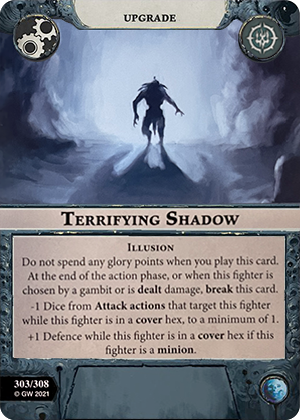 UPGRADE
TERRIFYING SHADOW
ILLUSION
Do not spend any glory points when you play this card.
At the end of the action phase, or when this fighter is
chosen by a gambit or is dealt damage, break this card.
-1 Dice from Attack actions that target this fighter
while this fighter is in a cover hex, to a minimum of 1.
+1 Defence while this fighter is in a cover hex if this
fighter is a minion.
303/308
© GW 2021